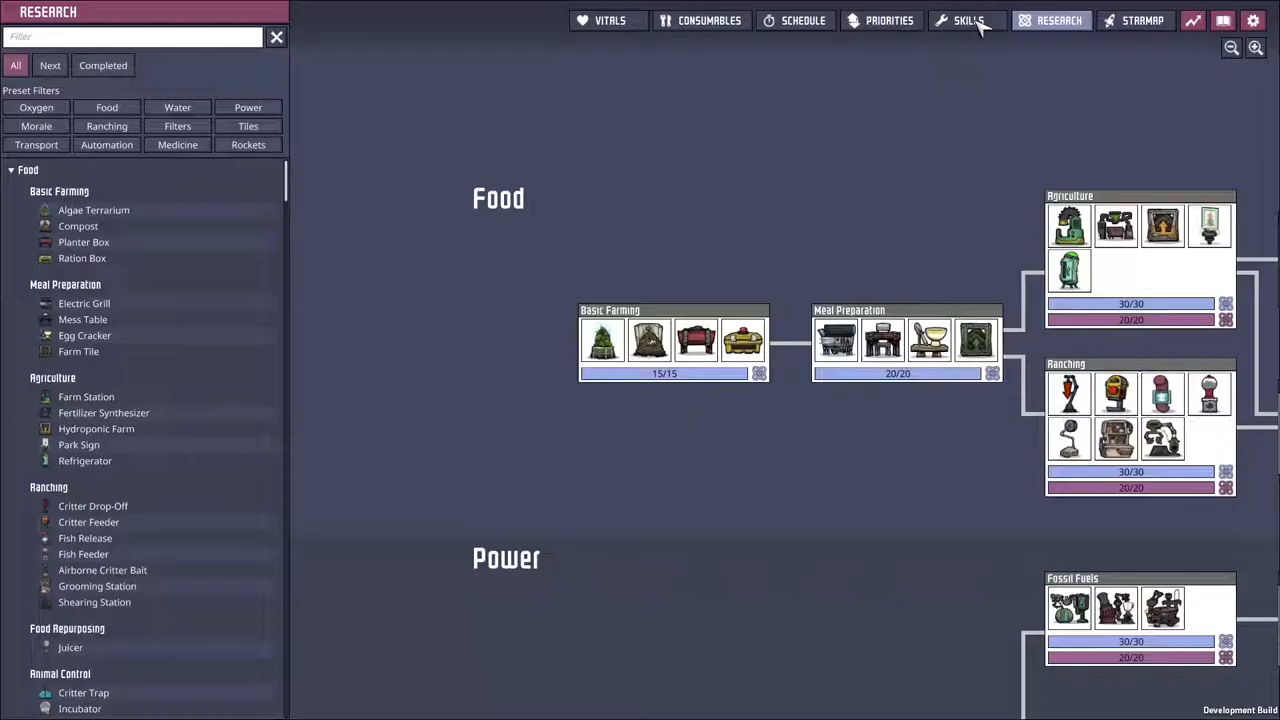 RESEARCH
VITALS
CONSUMABLES
SCHEDULE
PRIORITIES
SKILLS
RESEARCH
STARMAP
Filter
All
Next
Completed
Preset Filters
Oxygen
Food
Water
Power
Morale
Ranching
Filters
Tiles
Transport
Automation
Medicine
Rockets
Food
Basic Farming
Algae Terrarium
Compost
Planter Box
Ration Box
Meal Preparation
Electric Grill
Mess Table
Egg Cracker
Farm Tile
Agriculture
Farm Station
Fertilizer Synthesizer
Hydroponic Farm
Park Sign
Refrigerator
Ranching
Critter Drop-Off
Critter Feeder
Fish Release
Fish Feeder
Airborne Critter Bait
Grooming Station
Shearing Station
Food Repurposing
Juicer
Animal Control
Critter Trap
Incubator
Food
Basic Farming
15/15
Meal Preparation
20/20
Agriculture
30/30
20/20
Ranching
30/30
20/20
Power
Fossil Fuels
30/30
20/20
Development Build